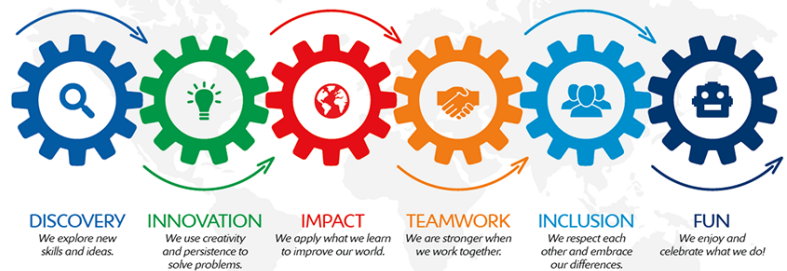 DISCOVERY
We explore new
skills and ideas.
INNOVATION
We use creativity
and persistence to
solve problems.
IMPACT
We apply what we learn
to improve our world.
TEAMWORK
We are stronger when
we work together.
INCLUSION
We respect each
other and embrace
our differences.
FUN
We enjoy and
celebrate what we do!